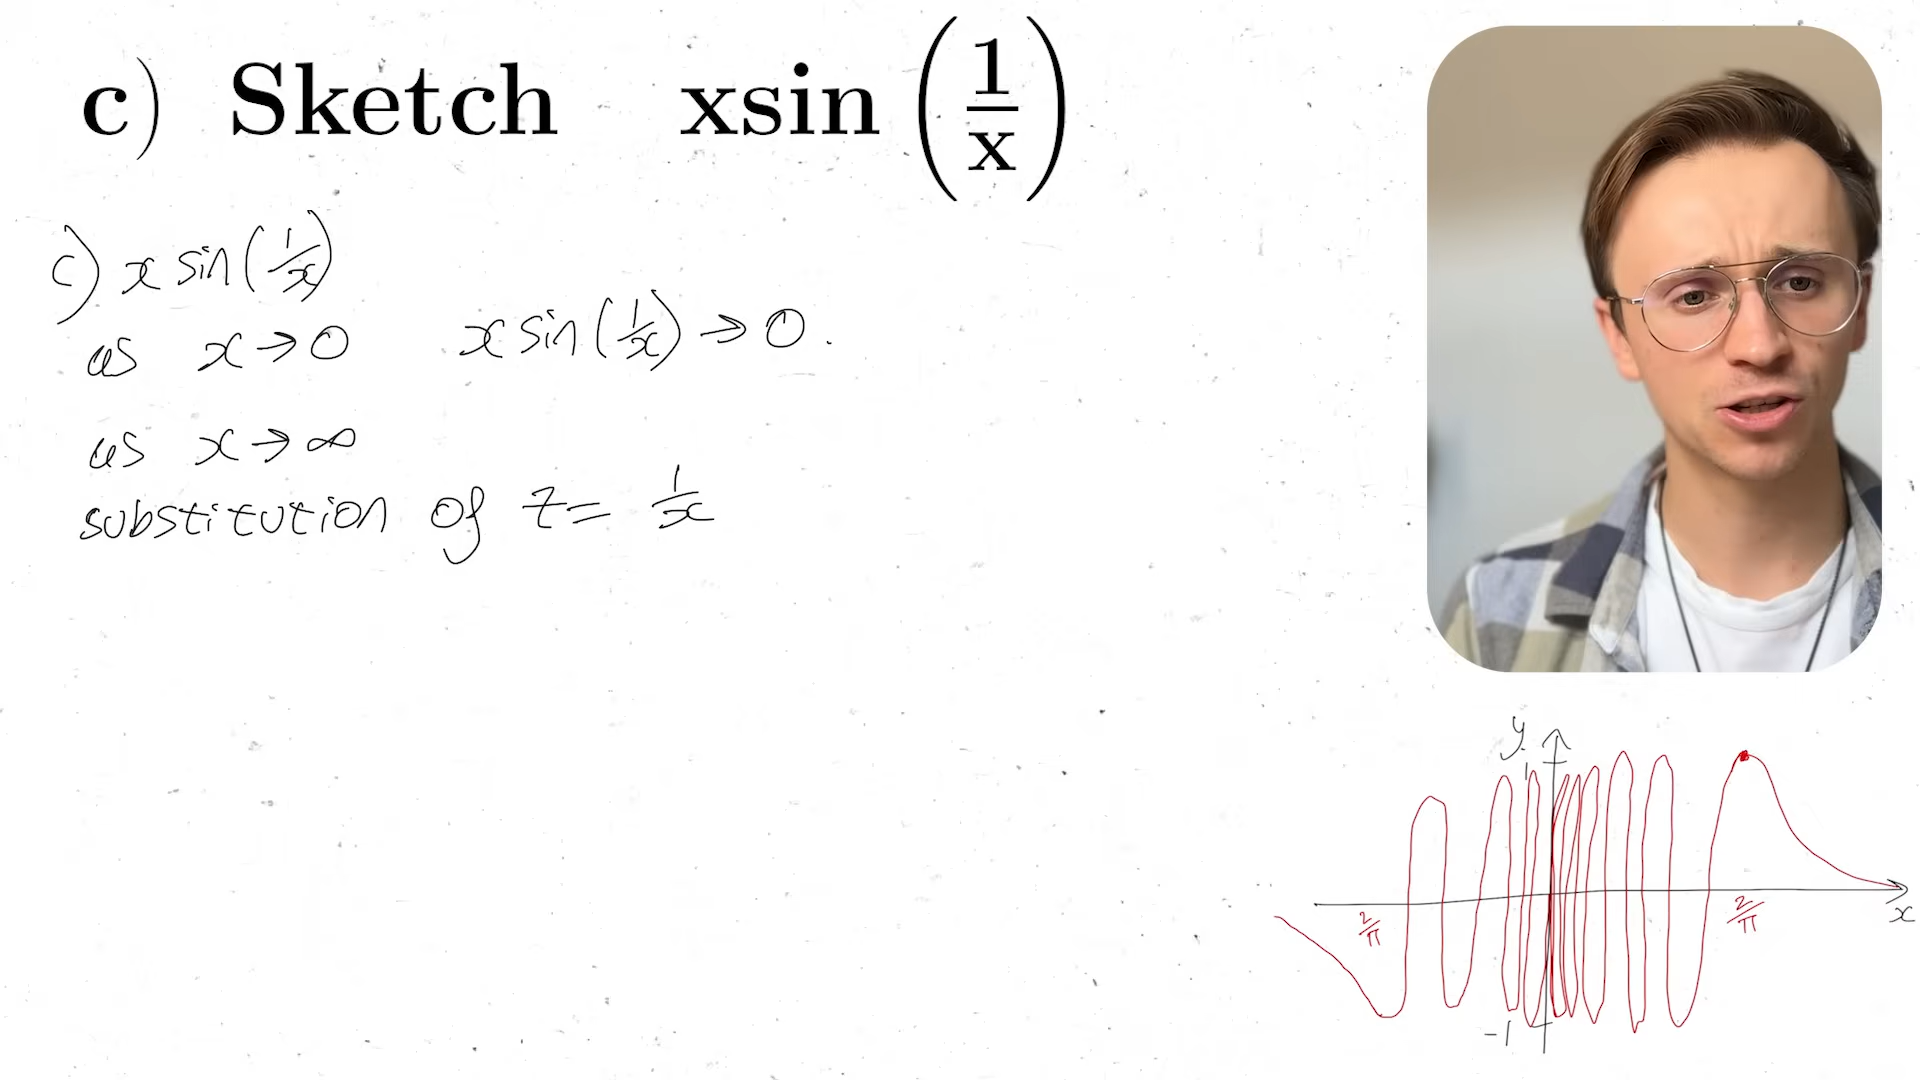 c) Sketch xsin(1/x)
c) x sin(1/x)
as x→0 x sin(1/x) → 0.
as x→∞
substitution of t = 1/x
y
1
2/π
2/π
x
-1